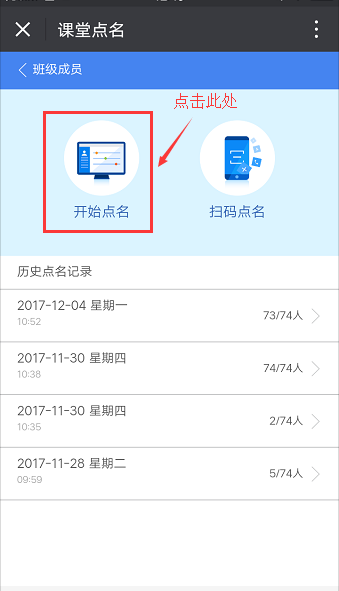 课堂点名
班级成员
点击此处
开始点名
扫码点名
历史点名记录
2017-12-04 星期一
10:52
73/74人
2017-11-30 星期四
10:38
74/74人
2017-11-30 星期四
10:35
2/74人
2017-11-28 星期二
09:59
5/74人